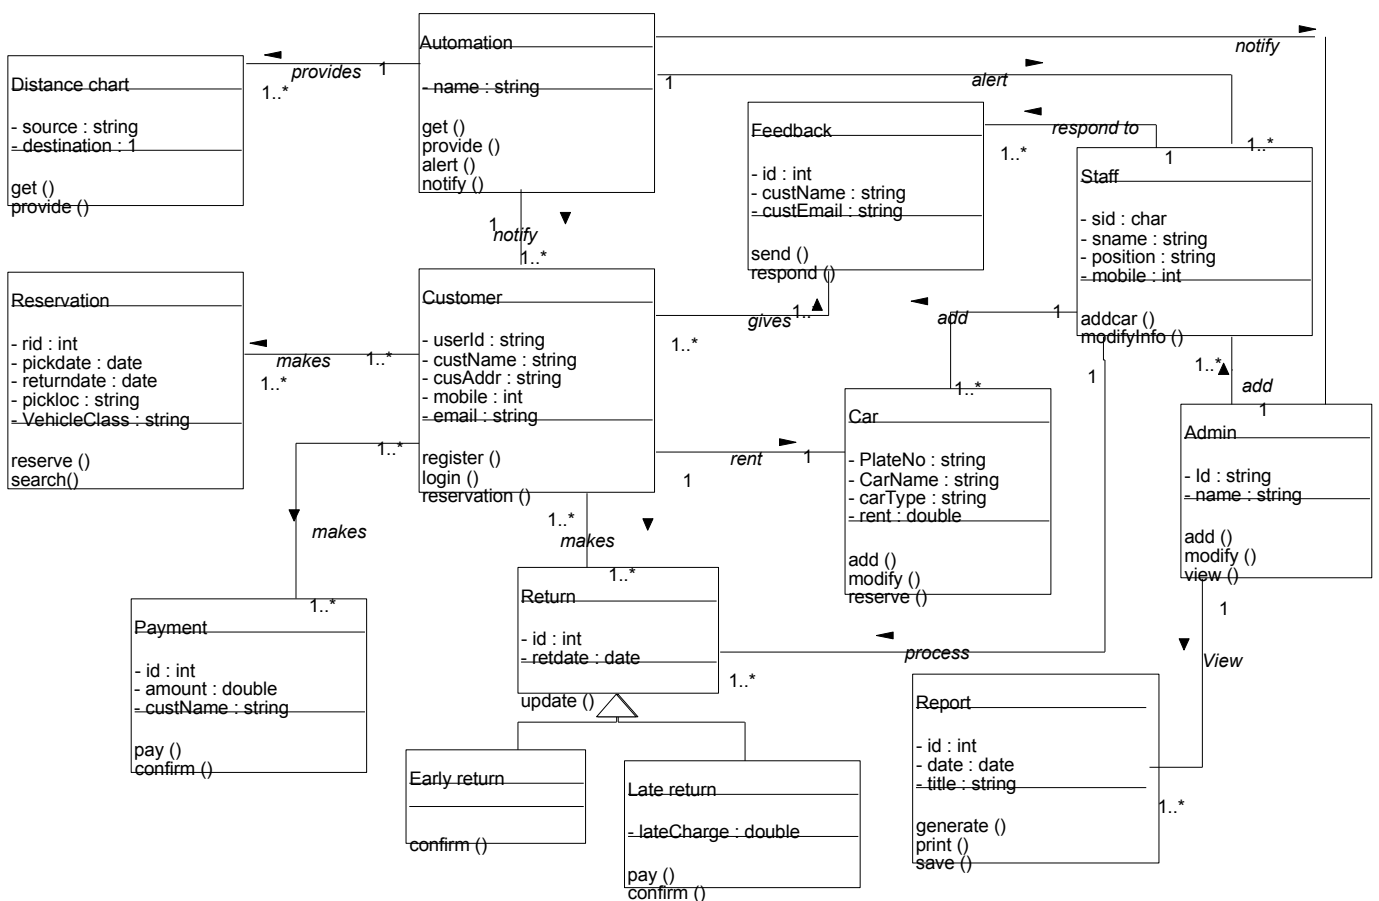 Automation
- name : string
get ()
provide ()
alert ()
notify ()
Distance chart
- source : string
- destination : 1
get ()
provide ()
provides
1
1..*
notify
alert
1
1..*
Feedback
- id : int
- custName : string
- custEmail : string
send ()
respond ()
respond to
1..*
1
Staff
- sid : char
- sname : string
- position : string
- mobile : int
addcar ()
modifyInfo ()
1
notify
1..*
Reservation
- rid : int
- pickdate : date
- returndate : date
- pickloc : string
- VehicleClass : string
reserve ()
search()
makes
1..*
1..*
Customer
- userId : string
- custName : string
- cusAddr : string
- mobile : int
- email : string
register ()
login ()
reservation ()
gives
1..
1..*
add
1
1..*
rent
1
1
Car
- PlateNo : string
- CarName : string
- carType : string
- rent : double
add ()
modify ()
reserve ()
1
1..*
add
1
Admin
- Id : string
- name : string
add ()
modify ()
view ()
1..*
makes
1..*
Payment
- id : int
- amount : double
- custName : string
pay ()
confirm ()
1..*
makes
1..*
Return
- id : int
- retdate : date
update ()
process
1..*
1
View
1..*
Report
- id : int
- date : date
- title : string
generate ()
print ()
save ()
Early return
confirm ()
Late return
- lateCharge : double
pay ()
confirm ()